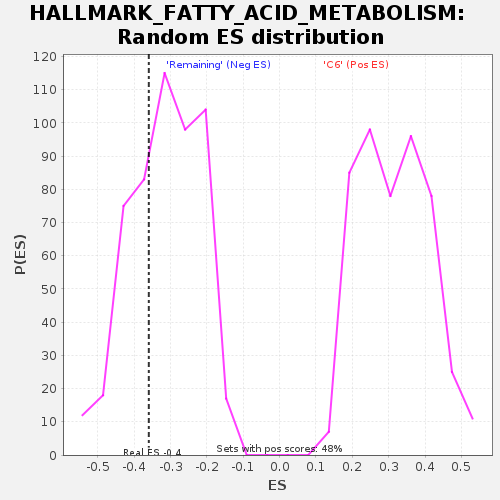 HALLMARK_FATTY_ACID_METABOLISM:
Random ES distribution
'Remaining' (Neg ES)
'C6' (Pos ES)
120
110
100
90
80
70
60
50
40
30
20
10
0
P(ES)
Real ES -0.4
Sets with pos scores: 48%
-0.5 -0.4 -0.3 -0.2 -0.1 0.0 0.1 0.2 0.3 0.4 0.5
ES